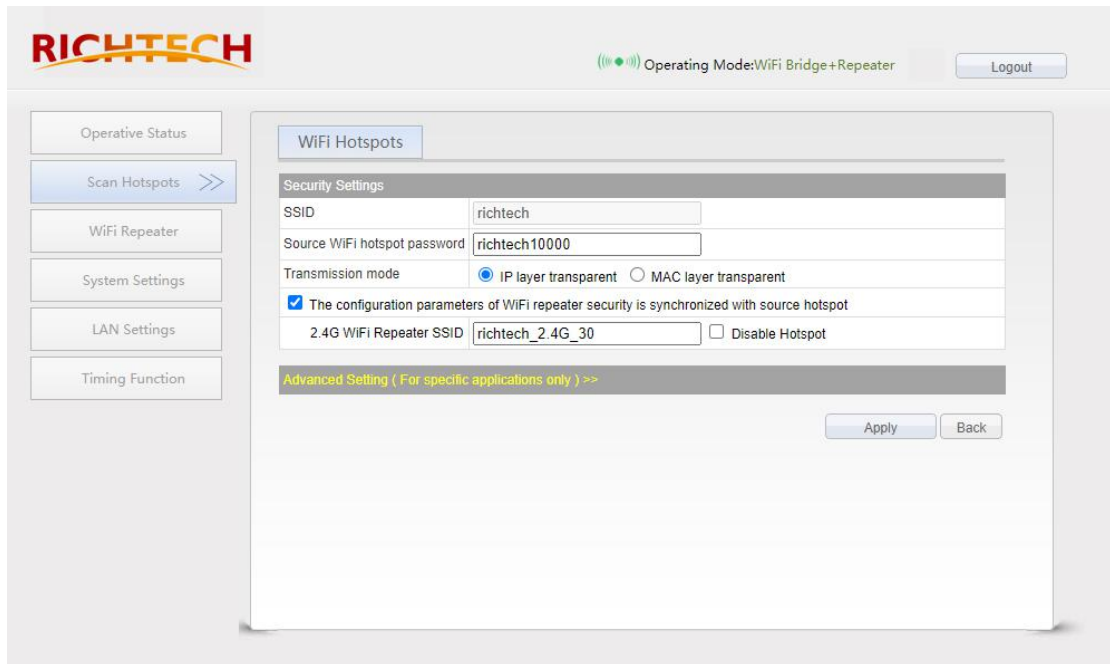 RICHTECH
Operating Mode:WiFi Bridge+Repeater
Logout
Operative Status
Scan Hotspots >>
WiFi Repeater
System Settings
LAN Settings
Timing Function
WiFi Hotspots
Security Settings
SSID richtech
Source WiFi hotspot password richtech10000
Transmission mode IP layer transparent MAC layer transparent
The configuration parameters of WiFi repeater security is synchronized with source hotspot
2.4G WiFi Repeater SSID richtech_2.4G_30 Disable Hotspot
Advanced Setting ( For specific applications only ) >>
Apply Back